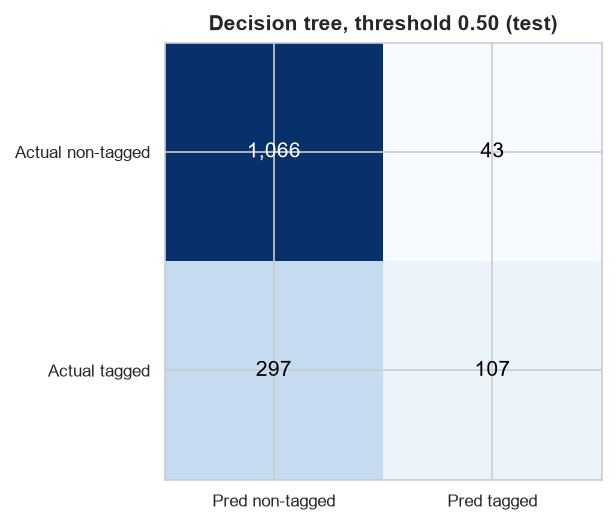 Decision tree, threshold 0.50 (test)
Actual non-tagged
1,066
43
Actual tagged
297
107
Pred non-tagged
Pred tagged